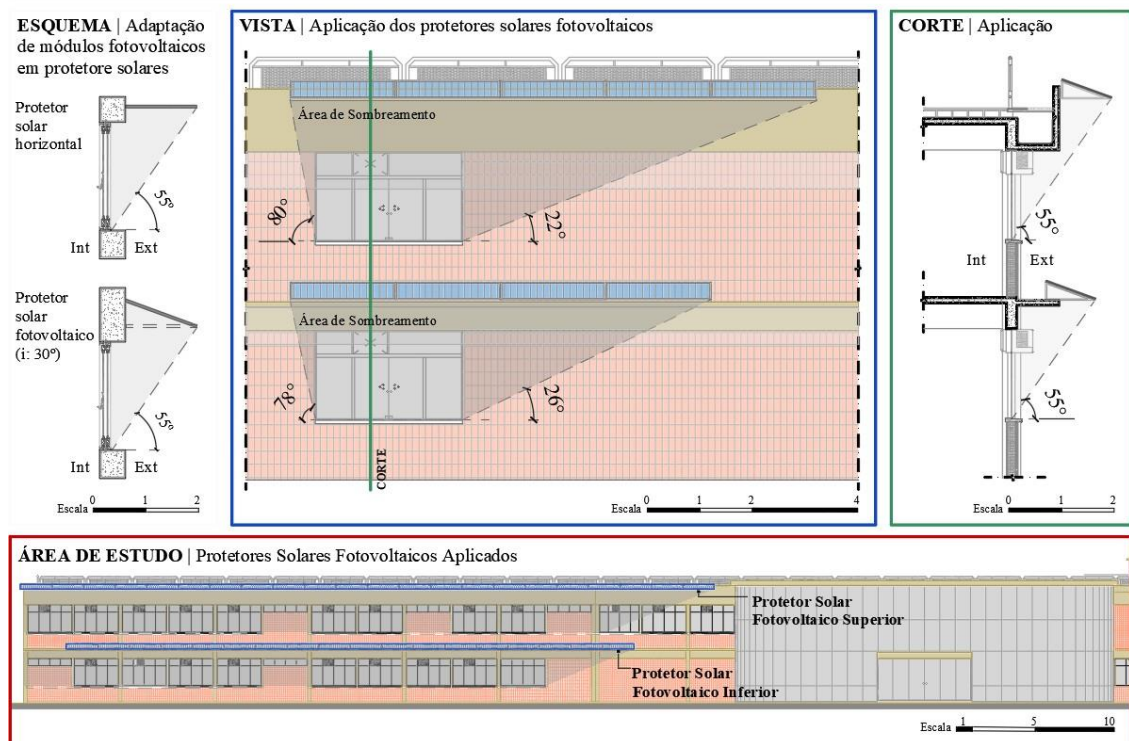 ESQUEMA | Adaptação
de módulos fotovoltaicos
em protetore solares
Protetor
solar
horizontal
55º
Int
Ext
Protetor
solar
fotovoltaico
(i: 30º)
55º
Int
Ext
Escala
0
1
2
VISTA | Aplicação dos protetores solares fotovoltaicos
Área de Sombreamento
80°
22°
Área de Sombreamento
78°
26°
CORTE
Escala
0
1
2
4
CORTE | Aplicação
55°
Int
Ext
55°
Escala
0
1
2
ÁREA DE ESTUDO | Protetores Solares Fotovoltaicos Aplicados
Protetor Solar
Fotovoltaico Superior
Protetor Solar
Fotovoltaico Inferior
Escala
1
5
10